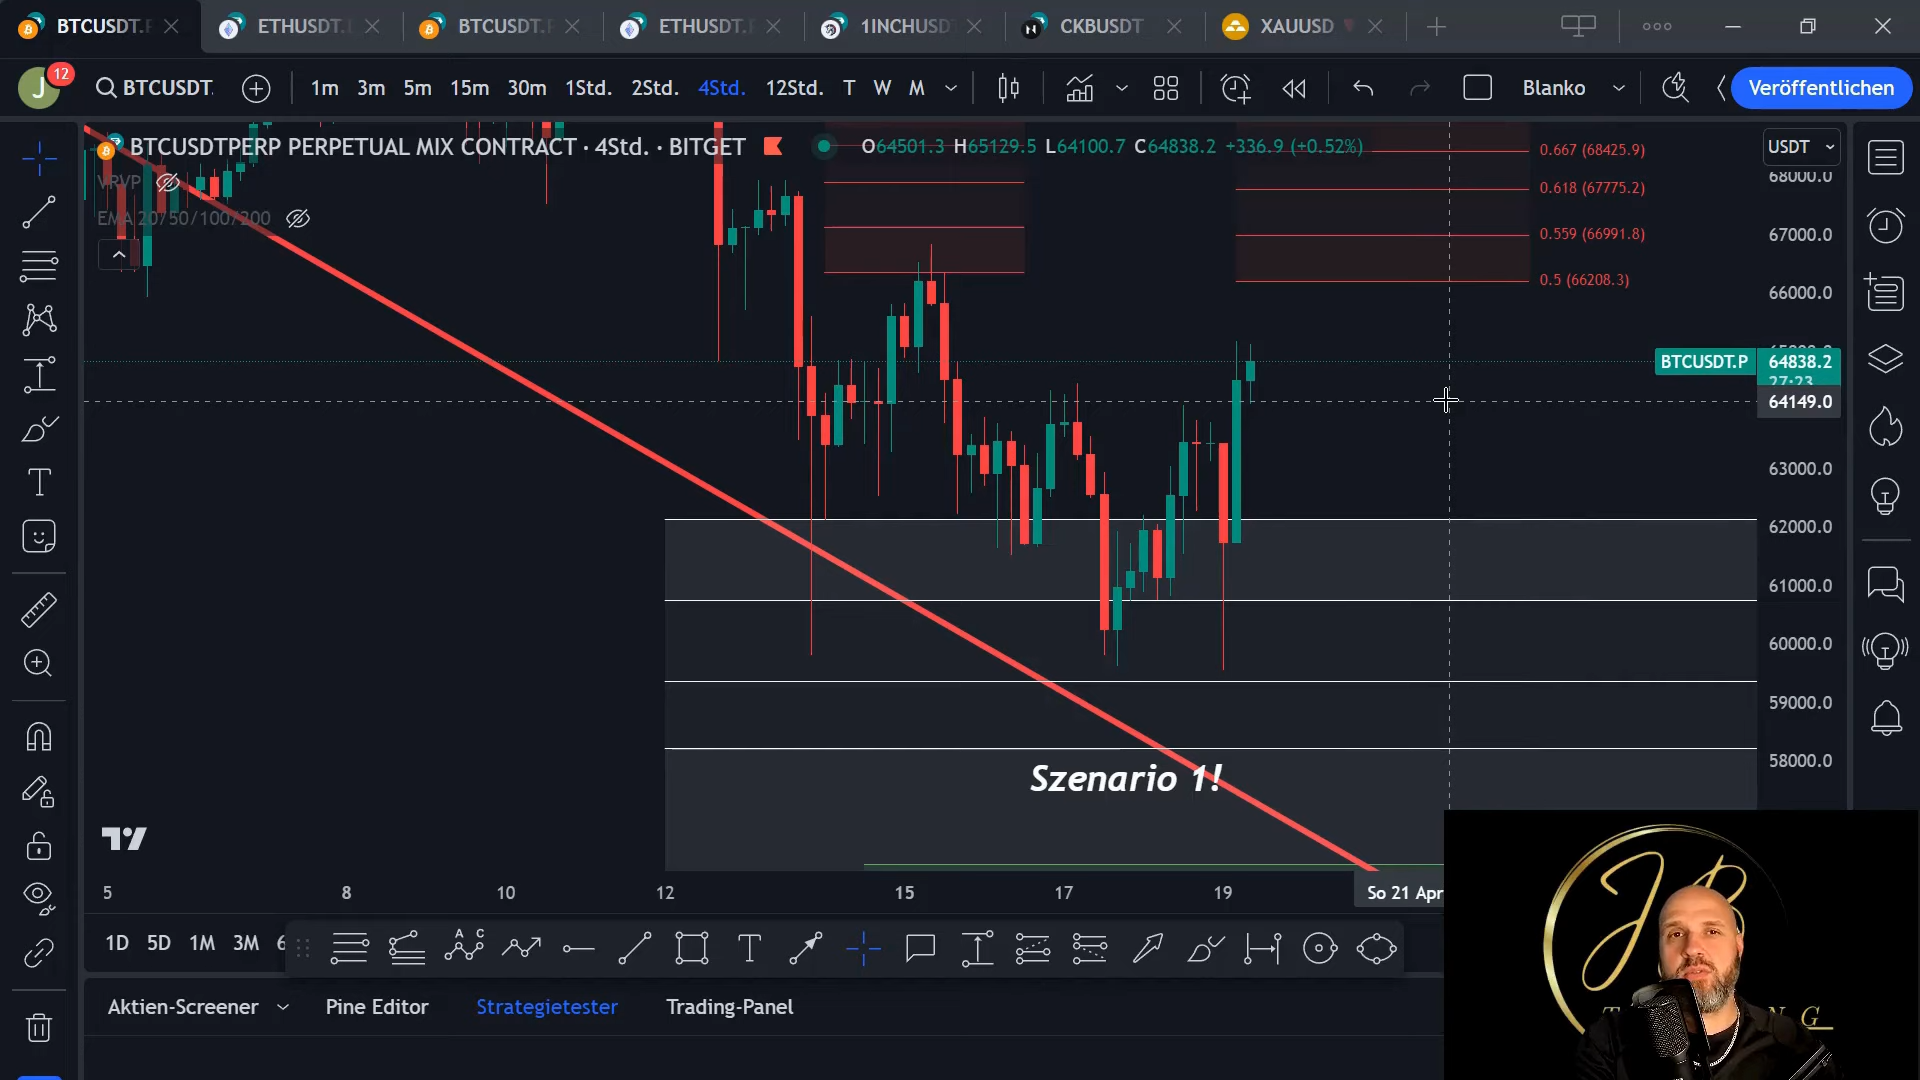 BTCUSDT.P
ETHUSDT.
BTCUSDT.
ETHUSDT.
1INCHUSD
CKBUSDT
XAUUSD
J
12
BTCUSDT.
1m 3m 5m 15m 30m 1Std. 2Std. 4Std. 12Std. T W M
Blanko
Veröffentlichen
BTCUSDTPERP PERPETUAL MIX CONTRACT · 4Std. · BITGET
O64501.3 H65129.5 L64100.7 C64838.2 +336.9 (+0.52%)
USDT
VRVP
EMA 20/50/100/200
0.667 (68425.9)
0.618 (67775.2)
0.559 (66991.8)
0.5 (66208.3)
68000.0
67000.0
66000.0
BTCUSDT.P
64838.2
27:23
64149.0
63000.0
62000.0
61000.0
60000.0
59000.0
58000.0
Szenario 1!
5 8 10 12 15 17 19 So 21 Apr
1D 5D 1M 3M
Aktien-Screener Pine Editor Strategietester Trading-Panel